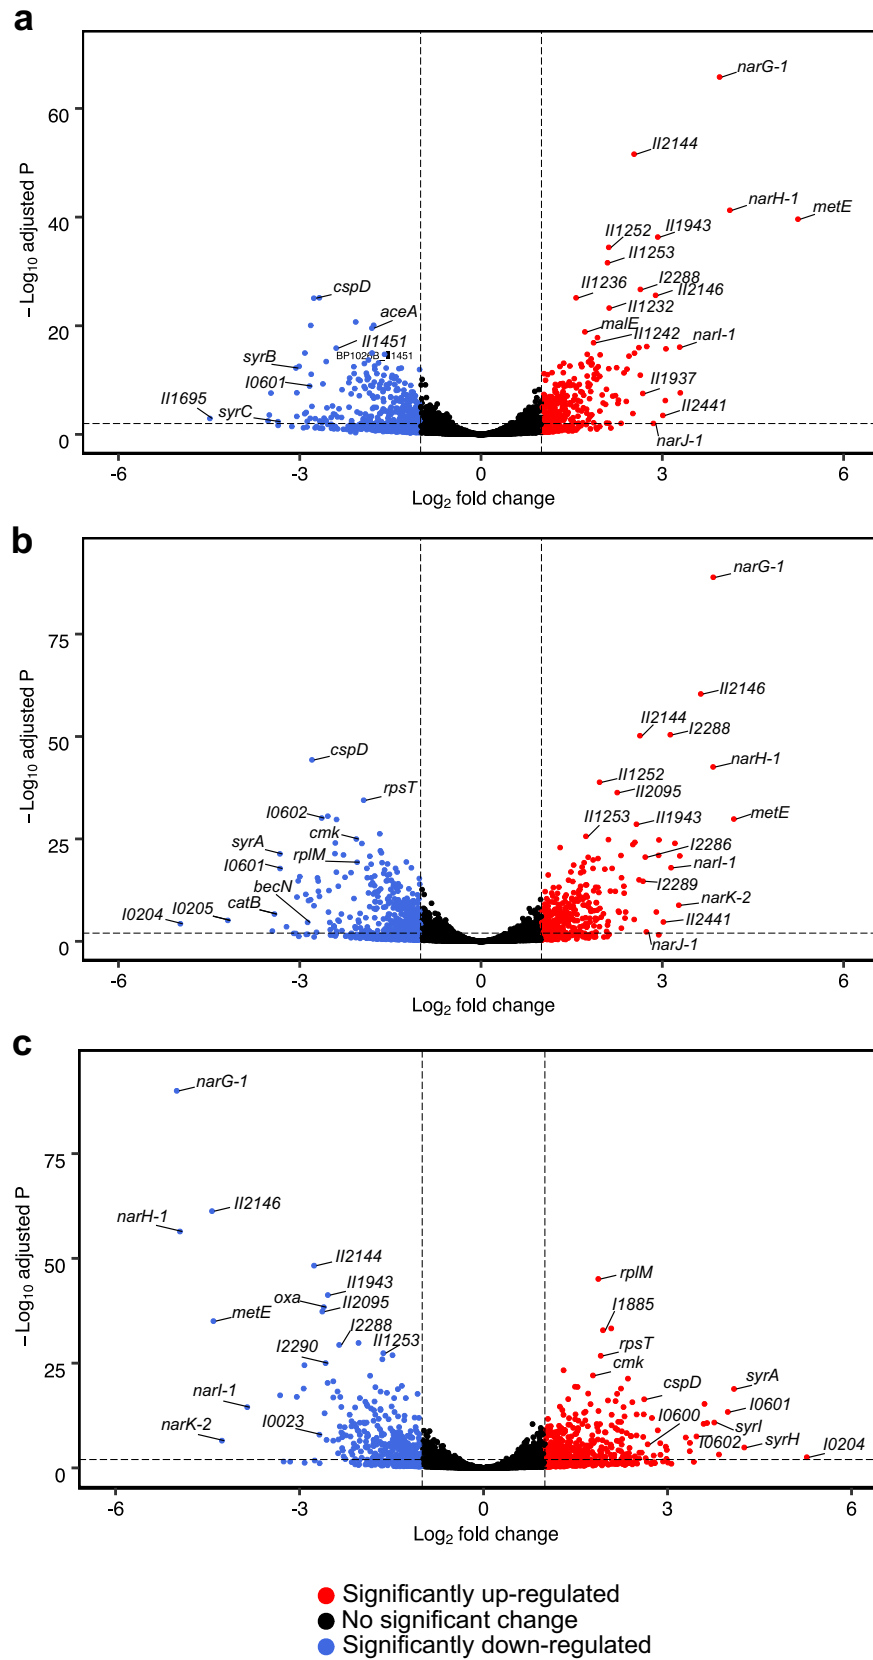 a
narG-1
60
II2144
narH-1
metE
40
II1252
II1943
II1253
I2288
II1236
II2146
cspD
II1232
20
aceA
malE
II1451
II1242
narI-1
syrB
I0601
II1937
II1695
syrC
II2441
0
narJ-1
−Log10 adjusted P
-6 -3 0 3 6
Log2 fold change
b
narG-1
75
II2146
II2144
I2288
50
cspD
narH-1
II1252
rpsT
II2095
I0602
metE
cmk
II1253
II1943
25
syrA
rplM
I2286
I0601
narI-1
becN
I2289
catB
narK-2
I0204
I0205
II2441
0
narJ-1
−Log10 adjusted P
-6 -3 0 3 6
Log2 fold change
c
narG-1
75
II2146
narH-1
50
II2144
rplM
II1943
oxa
II2095
I1885
metE
I2288
II1253
rpsT
I2290
25
cmk
narI-1
cspD
syrA
I0601
narK-2
I0023
I0600
syrI
I0602
syrH
I0204
0
−Log10 adjusted P
-6 -3 0 3 6
Log2 fold change
Significantly up-regulated
No significant change
Significantly down-regulated